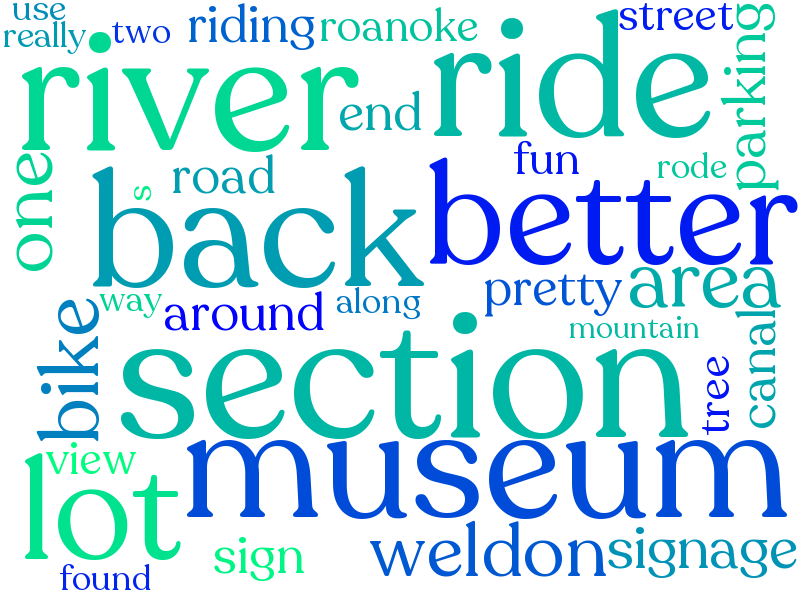 use
really
two
riding
roanoke
street
river
ride
parking
end
one
road
s
fun
rode
back
better
way
around
along
pretty
area
bike
mountain
canal
section
tree
view
lot
museum
sign
weldon
signage
found